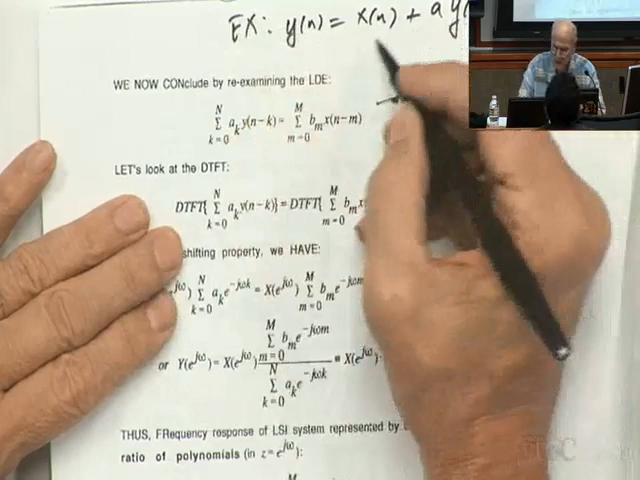 EX: y(n) = x(n) + a y(
WE NOW CONclude by re-examining the LDE:
N Σ k=0 a_k y(n−k) = M Σ m=0 b_m x(n−m)
LET's look at the DTFT:
DTFT{ N Σ k=0 a_k y(n−k)} = DTFT{ M Σ m=0 b_m x
shifting property, we HAVE:
jω) N Σ k=0 a_k e^−jωk = X(e^jω) M Σ m=0 b_m e^−jωm
or Y(e^jω) = X(e^jω) M Σ m=0 b_m e^−jωm / N Σ k=0 a_k e^−jωk = X(e^jω)
THUS, FRequency response of LSI system represented by
ratio of polynomials (in z=e^jω):
M